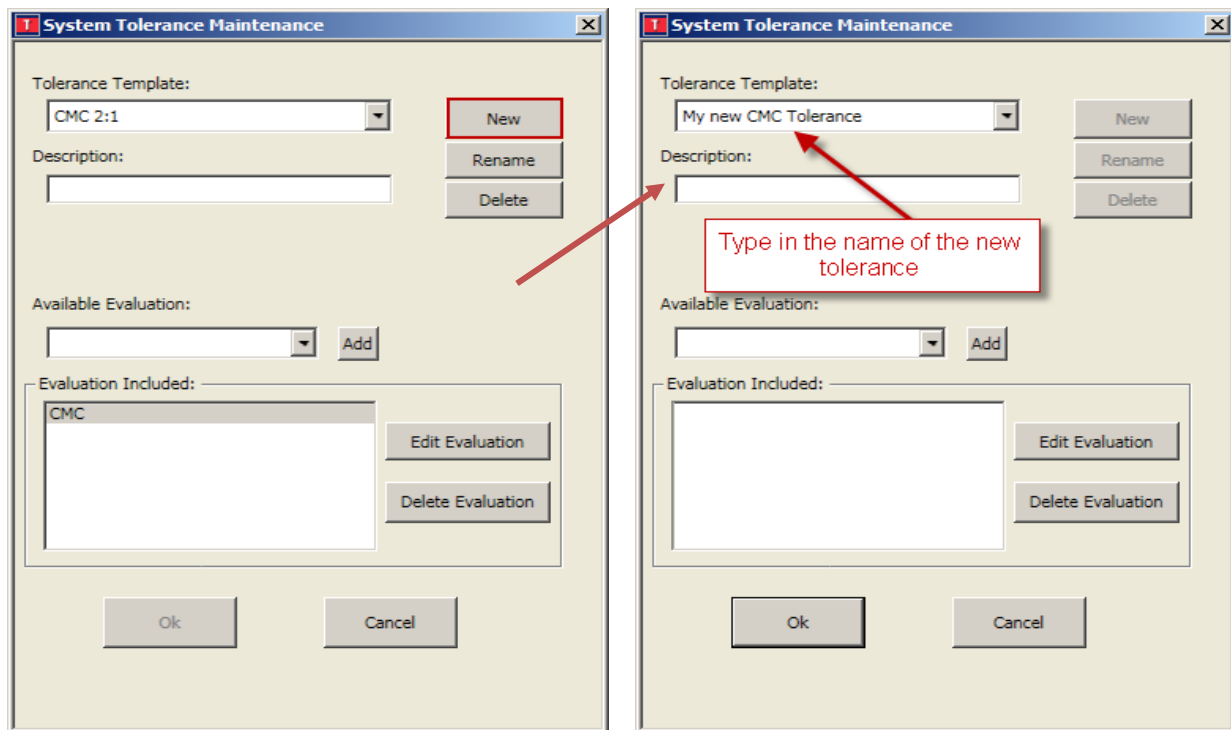 T System Tolerance Maintenance
Tolerance Template:
CMC 2:1
New
Description:
Rename
Delete
Available Evaluation:
Add
Evaluation Included:
CMC
Edit Evaluation
Delete Evaluation
Ok
Cancel
T System Tolerance Maintenance
Tolerance Template:
My new CMC Tolerance
New
Description:
Rename
Delete
Type in the name of the new
tolerance
Available Evaluation:
Add
Evaluation Included:
Edit Evaluation
Delete Evaluation
Ok
Cancel